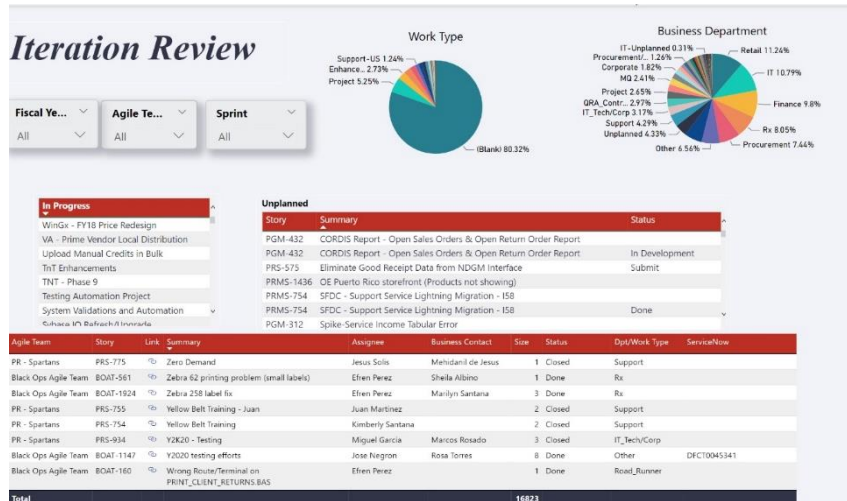 Iteration Review
Work Type
Support-US 1.24%
Enhance... 2.73%
Project 5.25%
(Blank) 80.32%
Business Department
IT-Unplanned 0.31%
Procurement/... 1.26%
Corporate 1.82%
MQ 2.41%
Project 2.65%
QRA_Contr... 2.97%
IT_Tech/Corp 3.17%
Support 4.29%
Unplanned 4.33%
Other 6.56%
Retail 11.24%
IT 10.79%
Finance 9.8%
Rx 8.05%
Procurement 7.44%
Fiscal Ye... Agile Te... Sprint
All All All
In Progress
WinGx - FY18 Price Redesign
VA - Prime Vendor Local Distribution
Upload Manual Credits in Bulk
TnT Enhancements
TNT - Phase 9
Testing Automation Project
System Validations and Automation
Sybase IQ Refresh/Upgrade
Unplanned
Story Summary Status
PGM-432 CORDIS Report - Open Sales Orders & Open Return Order Report
PGM-432 CORDIS Report - Open Sales Orders & Open Return Order Report In Development
PRS-575 Eliminate Good Receipt Data from NDGM Interface Submit
PRMS-1436 OE Puerto Rico storefront (Products not showing)
PRMS-754 SFDC - Support Service Lightning Migration - IS8
PRMS-754 SFDC - Support Service Lightning Migration - IS8 Done
PGM-312 Spike-Service Income Tabular Error
Agile Team Story Link Summary Assignee Business Contact Size Status Dpt/Work Type ServiceNow
PR - Spartans PRS-775 Zero Demand Jesus Solis Mehidanil de Jesus 1 Closed Support
Black Ops Agile Team BOAT-561 Zebra 62 printing problem (small labels) Efren Perez Sheila Albino 1 Done Rx
Black Ops Agile Team BOAT-1924 Zebra 258 label fix Efren Perez Marilyn Santana 3 Done Rx
PR - Spartans PRS-755 Yellow Belt Training - Juan Juan Martinez 2 Closed Support
PR - Spartans PRS-754 Yellow Belt Training Kimberly Santana 2 Closed Support
PR - Spartans PRS-934 Y2K20 - Testing Miguel Garcia Marcos Rosado 3 Closed IT_Tech/Corp
Black Ops Agile Team BOAT-1147 Y2020 testing efforts Jose Negron Rosa Torres 8 Done Other DFCT0045341
Black Ops Agile Team BOAT-160 Wrong Route/Terminal on Efren Perez 1 Done Road_Runner
PRINT_CLIENT_RETURNS.BAS
Total 16823